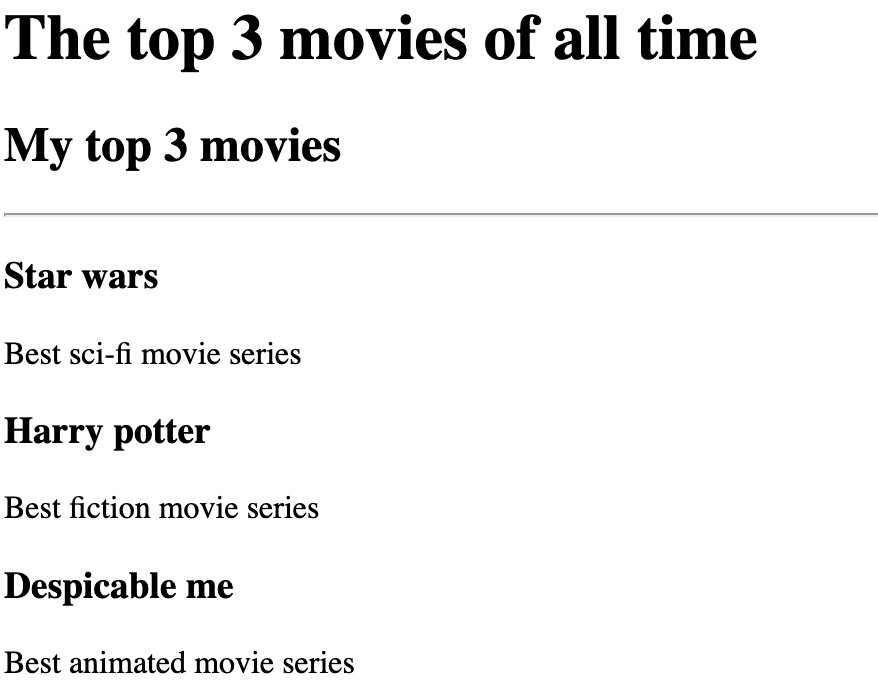 The top 3 movies of all time
My top 3 movies
Star wars
Best sci-fi movie series
Harry potter
Best fiction movie series
Despicable me
Best animated movie series